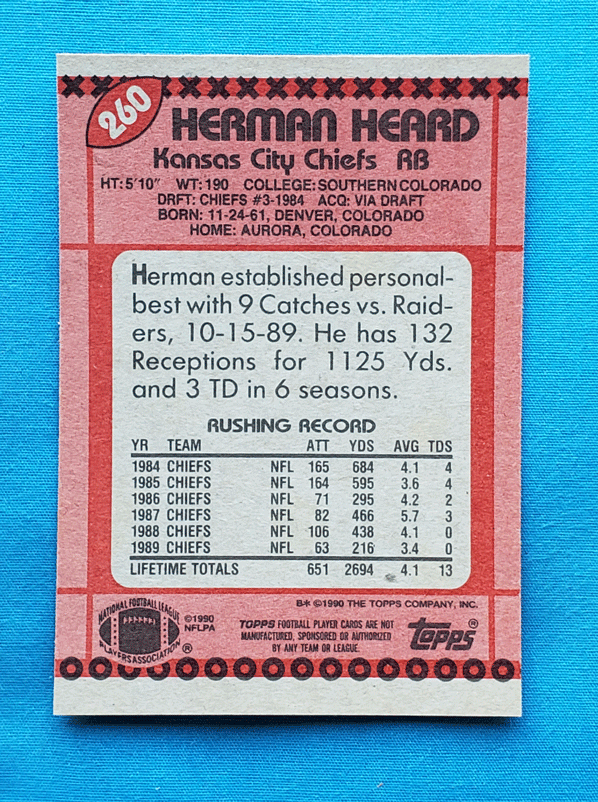 260
HERMAN HEARD
Kansas City Chiefs RB
HT:5'10" WT:190 COLLEGE:SOUTHERN COLORADO
DRFT: CHIEFS #3-1984 ACQ: VIA DRAFT
BORN: 11-24-61, DENVER, COLORADO
HOME: AURORA, COLORADO
Herman established personal-
best with 9 Catches vs. Raid-
ers, 10-15-89. He has 132
Receptions for 1125 Yds.
and 3 TD in 6 seasons.
RUSHING RECORD
YR TEAM ATT YDS AVG TDS
1984 CHIEFS NFL 165 684 4.1 4
1985 CHIEFS NFL 164 595 3.6 4
1986 CHIEFS NFL 71 295 4.2 2
1987 CHIEFS NFL 82 466 5.7 3
1988 CHIEFS NFL 106 438 4.1 0
1989 CHIEFS NFL 63 216 3.4 0
LIFETIME TOTALS 651 2694 4.1 13
B* ©1990 THE TOPPS COMPANY, INC.
NATIONAL FOOTBALL LEAGUE
PLAYERS ASSOCIATION ®
©1990
NFLPA
TOPPS FOOTBALL PLAYER CARDS ARE NOT
MANUFACTURED, SPONSORED OR AUTHORIZED
BY ANY TEAM OR LEAGUE.
topps ®